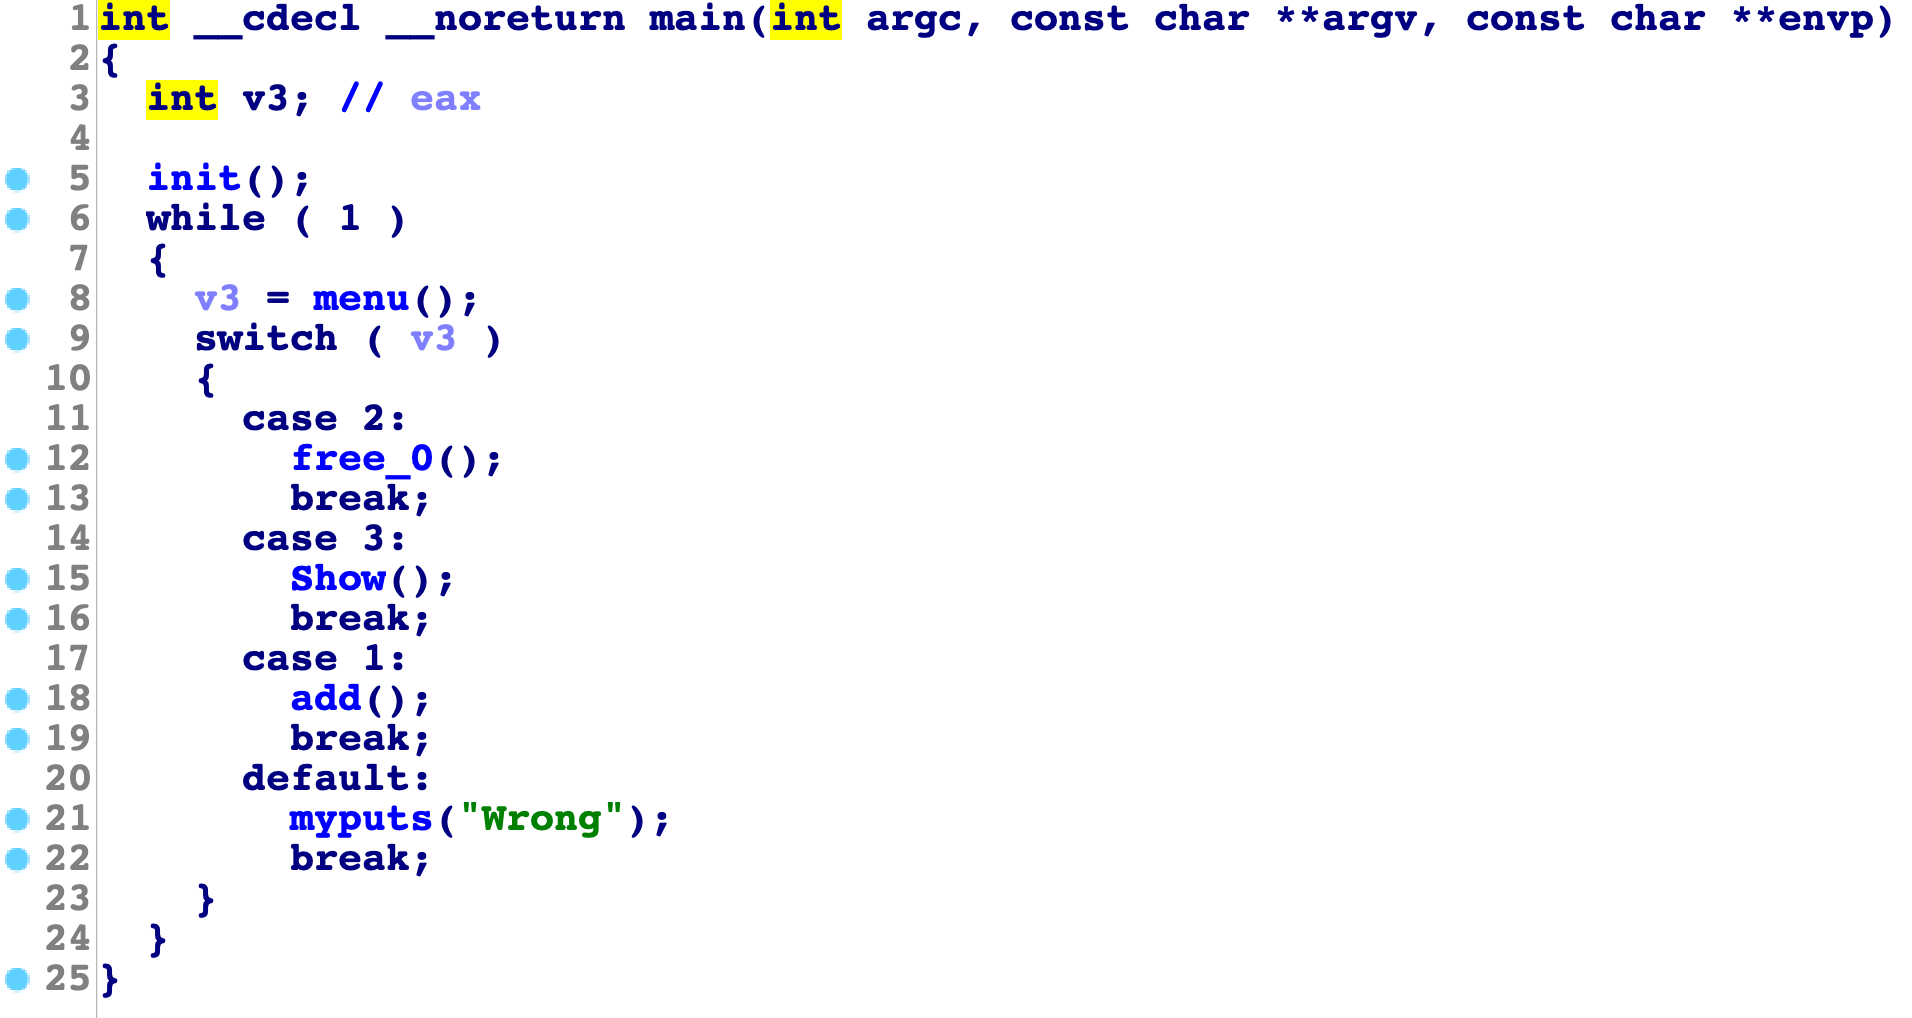 1 int __cdecl __noreturn main(int argc, const char **argv, const char **envp)
2 {
3   int v3; // eax
4
5   init();
6   while ( 1 )
7   {
8     v3 = menu();
9     switch ( v3 )
10     {
11       case 2:
12         free_0();
13         break;
14       case 3:
15         Show();
16         break;
17       case 1:
18         add();
19         break;
20       default:
21         myputs("Wrong");
22         break;
23     }
24   }
25 }